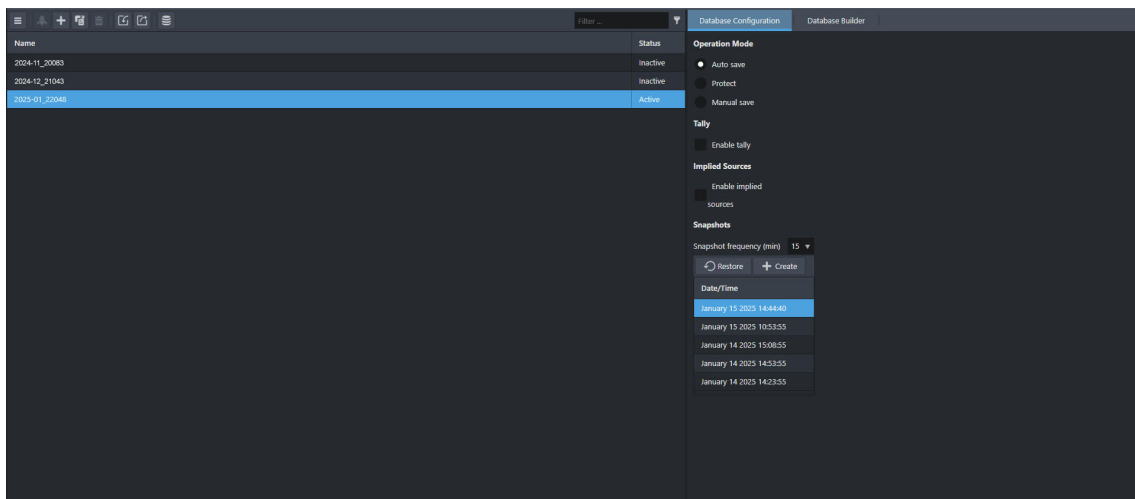 Filter ...
Database Configuration
Database Builder
Name
Status
2024-11_20083
Inactive
2024-12_21043
Inactive
2025-01_22048
Active
Operation Mode
Auto save
Protect
Manual save
Tally
Enable tally
Implied Sources
Enable implied
sources
Snapshots
Snapshot frequency (min) 15
Restore
Create
Date/Time
January 15 2025 14:44:40
January 15 2025 10:53:55
January 14 2025 15:08:55
January 14 2025 14:53:55
January 14 2025 14:23:55